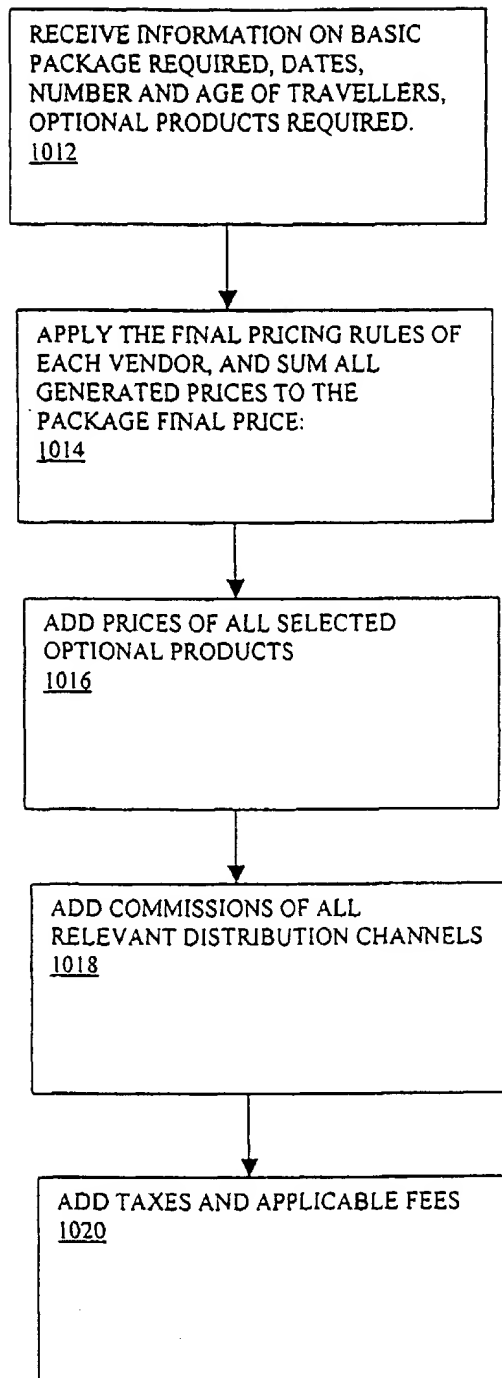 RECEIVE INFORMATION ON BASIC
PACKAGE REQUIRED, DATES,
NUMBER AND AGE OF TRAVELLERS,
OPTIONAL PRODUCTS REQUIRED.
1012
APPLY THE FINAL PRICING RULES OF
EACH VENDOR, AND SUM ALL
GENERATED PRICES TO THE
PACKAGE FINAL PRICE:
1014
ADD PRICES OF ALL SELECTED
OPTIONAL PRODUCTS
1016
ADD COMMISSIONS OF ALL
RELEVANT DISTRIBUTION CHANNELS
1018
ADD TAXES AND APPLICABLE FEES
1020